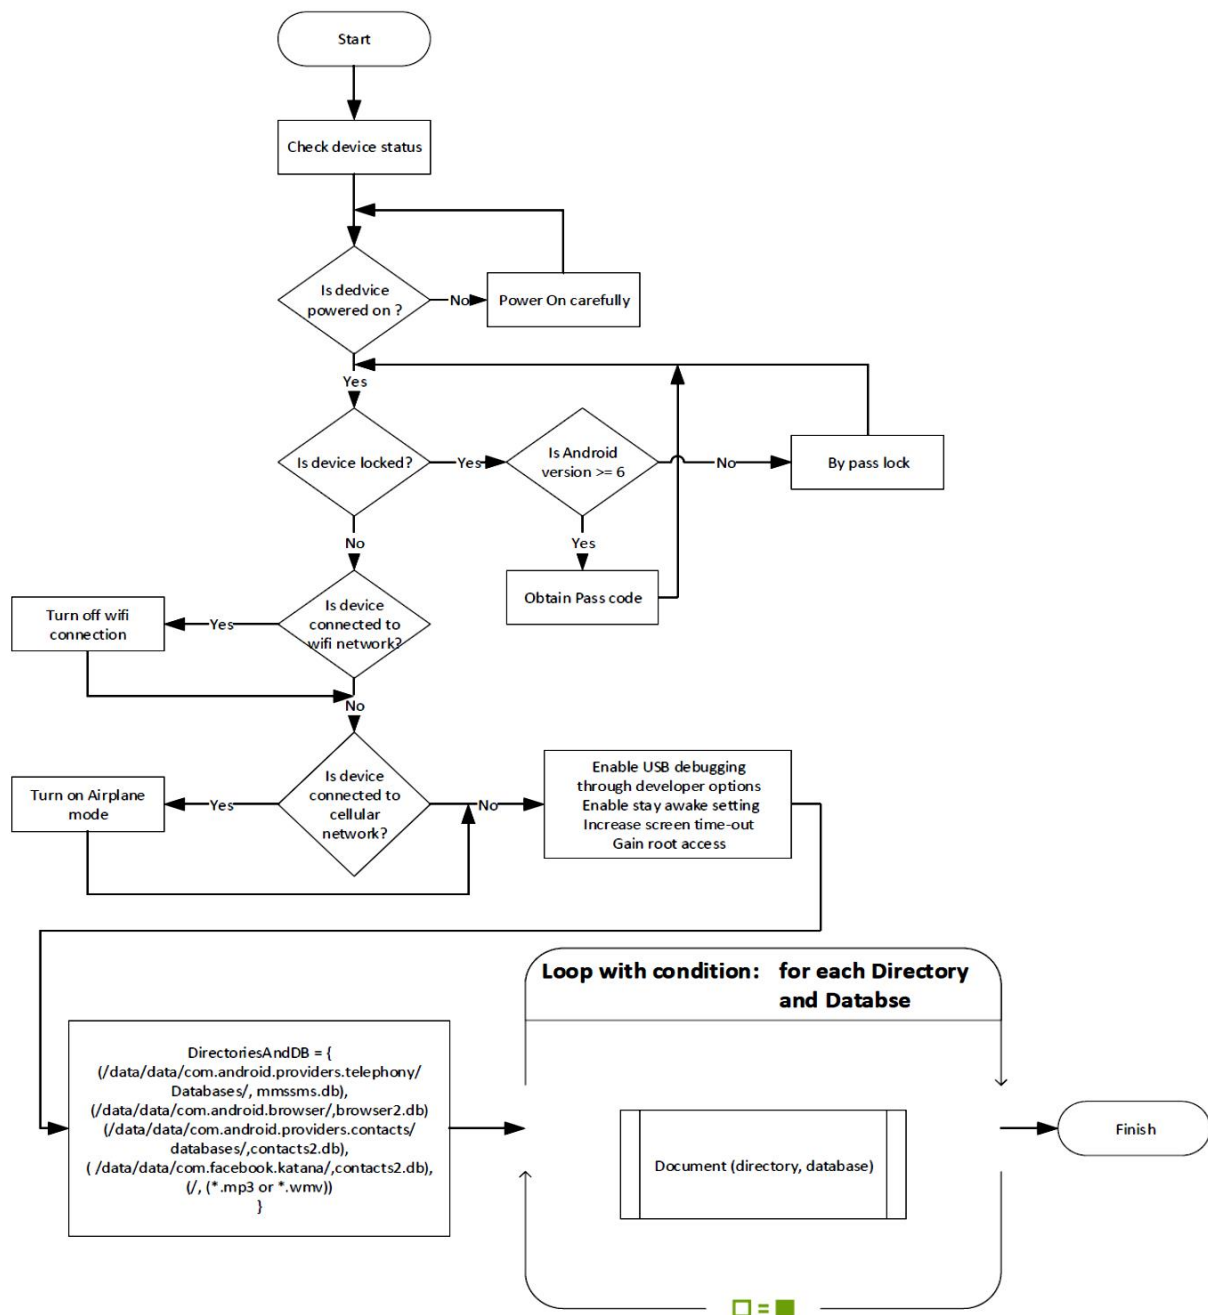 Start
Check device status
Is dedvice
powered on ?
No
Power On carefully
Yes
Is device locked?
Yes
Is Android
version >= 6
No
By pass lock
No
Yes
Obtain Pass code
Is device
connected to
wifi network?
Yes
Turn off wifi
connection
No
Is device
connected to
cellular
network?
Yes
Turn on Airplane
mode
No
Enable USB debugging
through developer options
Enable stay awake setting
Increase screen time-out
Gain root access
Loop with condition: for each Directory
and Databse
DirectoriesAndDB = {
(/data/data/com.android.providers.telephony/
Databases/, mmssms.db),
(/data/data/com.android.browser/,browser2.db)
(/data/data/com.android.providers.contacts/
databases/,contacts2.db),
( /data/data/com.facebook.katana/,contacts2.db),
(/, (*.mp3 or *.wmv))
}
Document (directory, database)
Finish